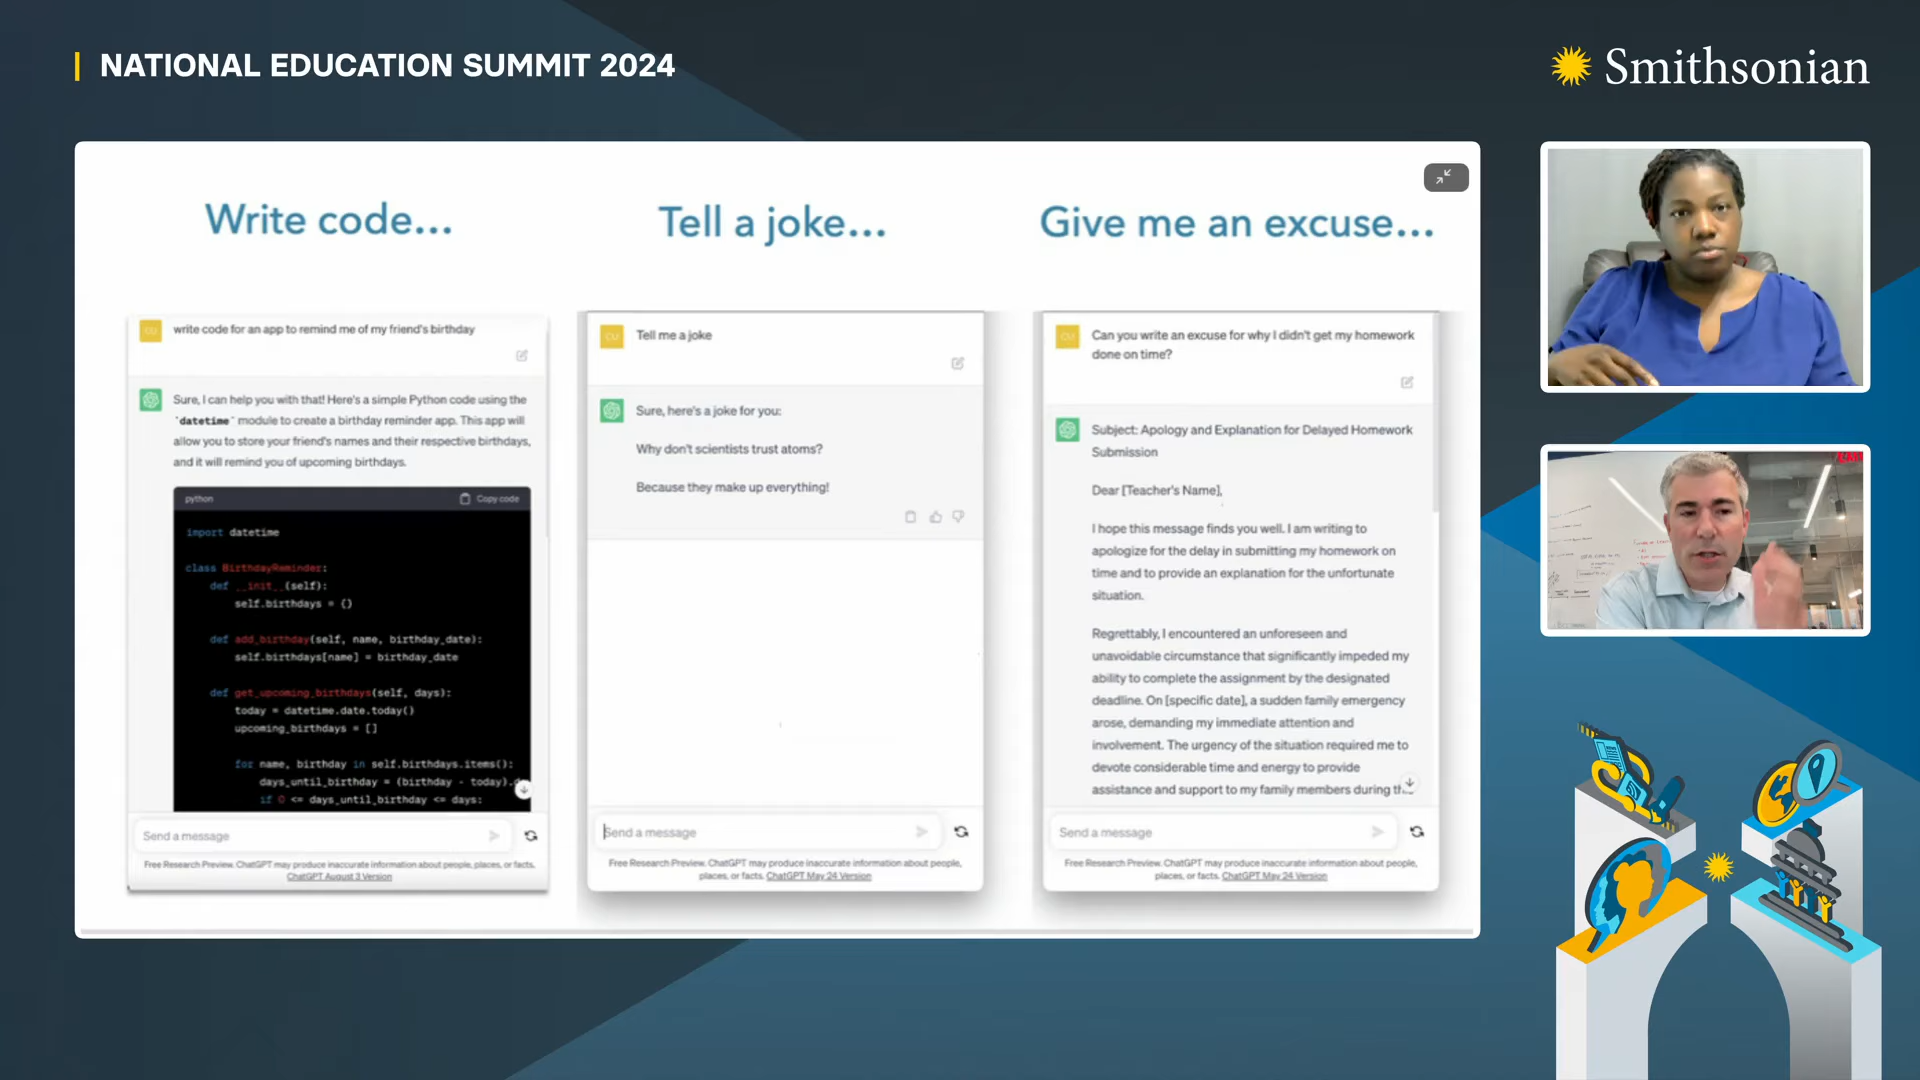 NATIONAL EDUCATION SUMMIT 2024
Smithsonian
Write code...
CU
write code for an app to remind me of my friend's birthday
Sure, I can help you with that! Here's a simple Python code using the
`datetime` module to create a birthday reminder app. This app will
allow you to store your friend's names and their respective birthdays,
and it will remind you of upcoming birthdays.
python
Copy code
import datetime
class BirthdayReminder:
def __init__(self):
self.birthdays = {}
def add_birthday(self, name, birthday_date):
self.birthdays[name] = birthday_date
def get_upcoming_birthdays(self, days):
today = datetime.date.today()
upcoming_birthdays = []
for name, birthday in self.birthdays.items():
days_until_birthday = (birthday - today).d
if 0 <= days_until_birthday <= days:
Send a message
Free Research Preview. ChatGPT may produce inaccurate information about people, places, or facts.
ChatGPT August 3 Version
Tell a joke...
CU
Tell me a joke
Sure, here's a joke for you:
Why don't scientists trust atoms?
Because they make up everything!
Send a message
Free Research Preview. ChatGPT may produce inaccurate information about people,
places, or facts. ChatGPT May 24 Version
Give me an excuse...
CU
Can you write an excuse for why I didn't get my homework
done on time?
Subject: Apology and Explanation for Delayed Homework
Submission
Dear [Teacher's Name],
I hope this message finds you well. I am writing to
apologize for the delay in submitting my homework on
time and to provide an explanation for the unfortunate
situation.
Regrettably, I encountered an unforeseen and
unavoidable circumstance that significantly impeded my
ability to complete the assignment by the designated
deadline. On [specific date], a sudden family emergency
arose, demanding my immediate attention and
involvement. The urgency of the situation required me to
devote considerable time and energy to provide
assistance and support to my family members during
Send a message
Free Research Preview. ChatGPT may produce inaccurate information about people,
places, or facts. ChatGPT May 24 Version